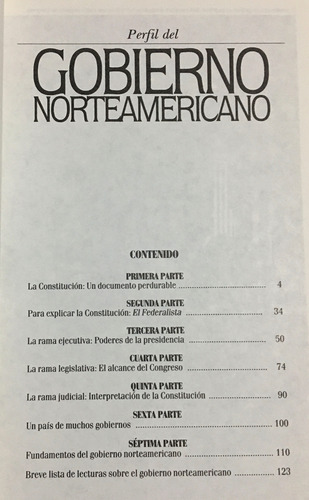 Perfil del
GOBIERNO
NORTEAMERICANO
CONTENIDO
PRIMERA PARTE
La Constitución: Un documento perdurable ........................... 4
SEGUNDA PARTE
Para explicar la Constitución: El Federalista ........................... 34
TERCERA PARTE
La rama ejecutiva: Poderes de la presidencia ........................... 50
CUARTA PARTE
La rama legislativa: El alcance del Congreso ........................... 74
QUINTA PARTE
La rama judicial: Interpretación de la Constitución .................... 90
SEXTA PARTE
Un país de muchos gobiernos ........................................ 100
SÉPTIMA PARTE
Fundamentos del gobierno norteamericano ........................... 110
Breve lista de lecturas sobre el gobierno norteamericano ............... 123